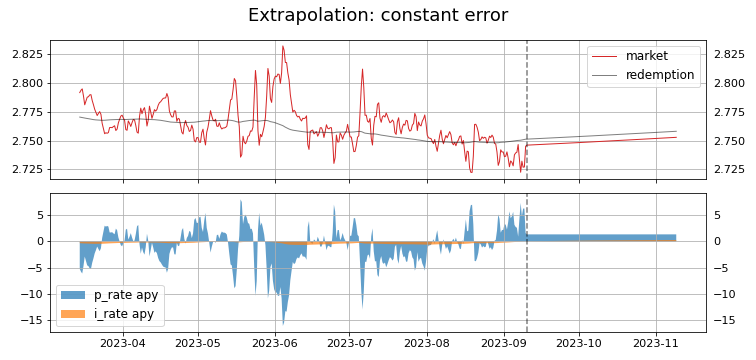 Extrapolation: constant error
2.825 2.825
2.800 2.800
2.775 2.775
2.750 2.750
2.725 2.725
market
redemption
5 5
0 0
−5 −5
−10 −10
−15 −15
p_rate apy
i_rate apy
2023-04 2023-05 2023-06 2023-07 2023-08 2023-09 2023-10 2023-11